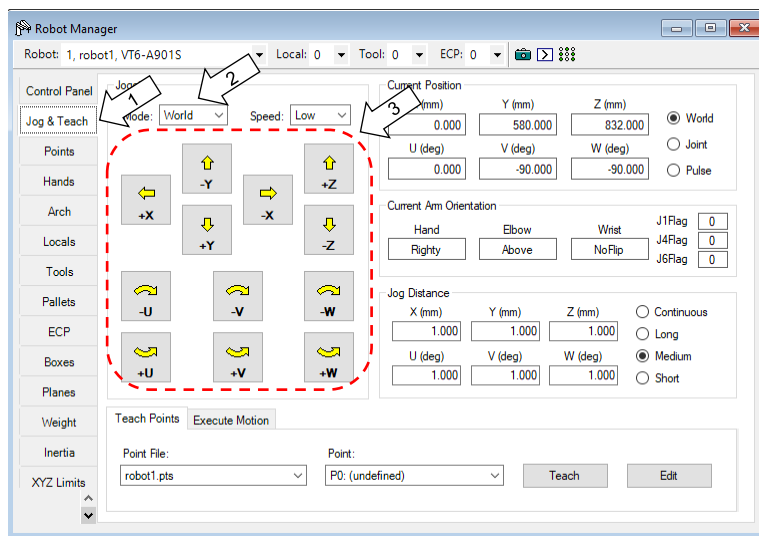 Robot Manager
Robot: 1, robot1, VT6-A901S Local: 0 Tool: 0 ECP: 0
Control Panel
Jog & Teach
Points
Hands
Arch
Locals
Tools
Pallets
ECP
Boxes
Planes
Weight
Inertia
XYZ Limits
1
2
3
Mode: World Speed: Low
-Y +Z
+X -X
+Y -Z
-U -V -W
+U +V +W
Current Position
(mm) Y (mm) Z (mm)
0.000 580.000 832.000
U (deg) V (deg) W (deg)
0.000 -90.000 -90.000
World
Joint
Pulse
Current Arm Orientation
Hand Elbow Wrist
Righty Above NoFlip
J1Flag 0
J4Flag 0
J6Flag 0
Jog Distance
X (mm) Y (mm) Z (mm)
1.000 1.000 1.000
U (deg) V (deg) W (deg)
1.000 1.000 1.000
Continuous
Long
Medium
Short
Teach Points Execute Motion
Point File: Point:
robot1.pts P0: (undefined) Teach Edit